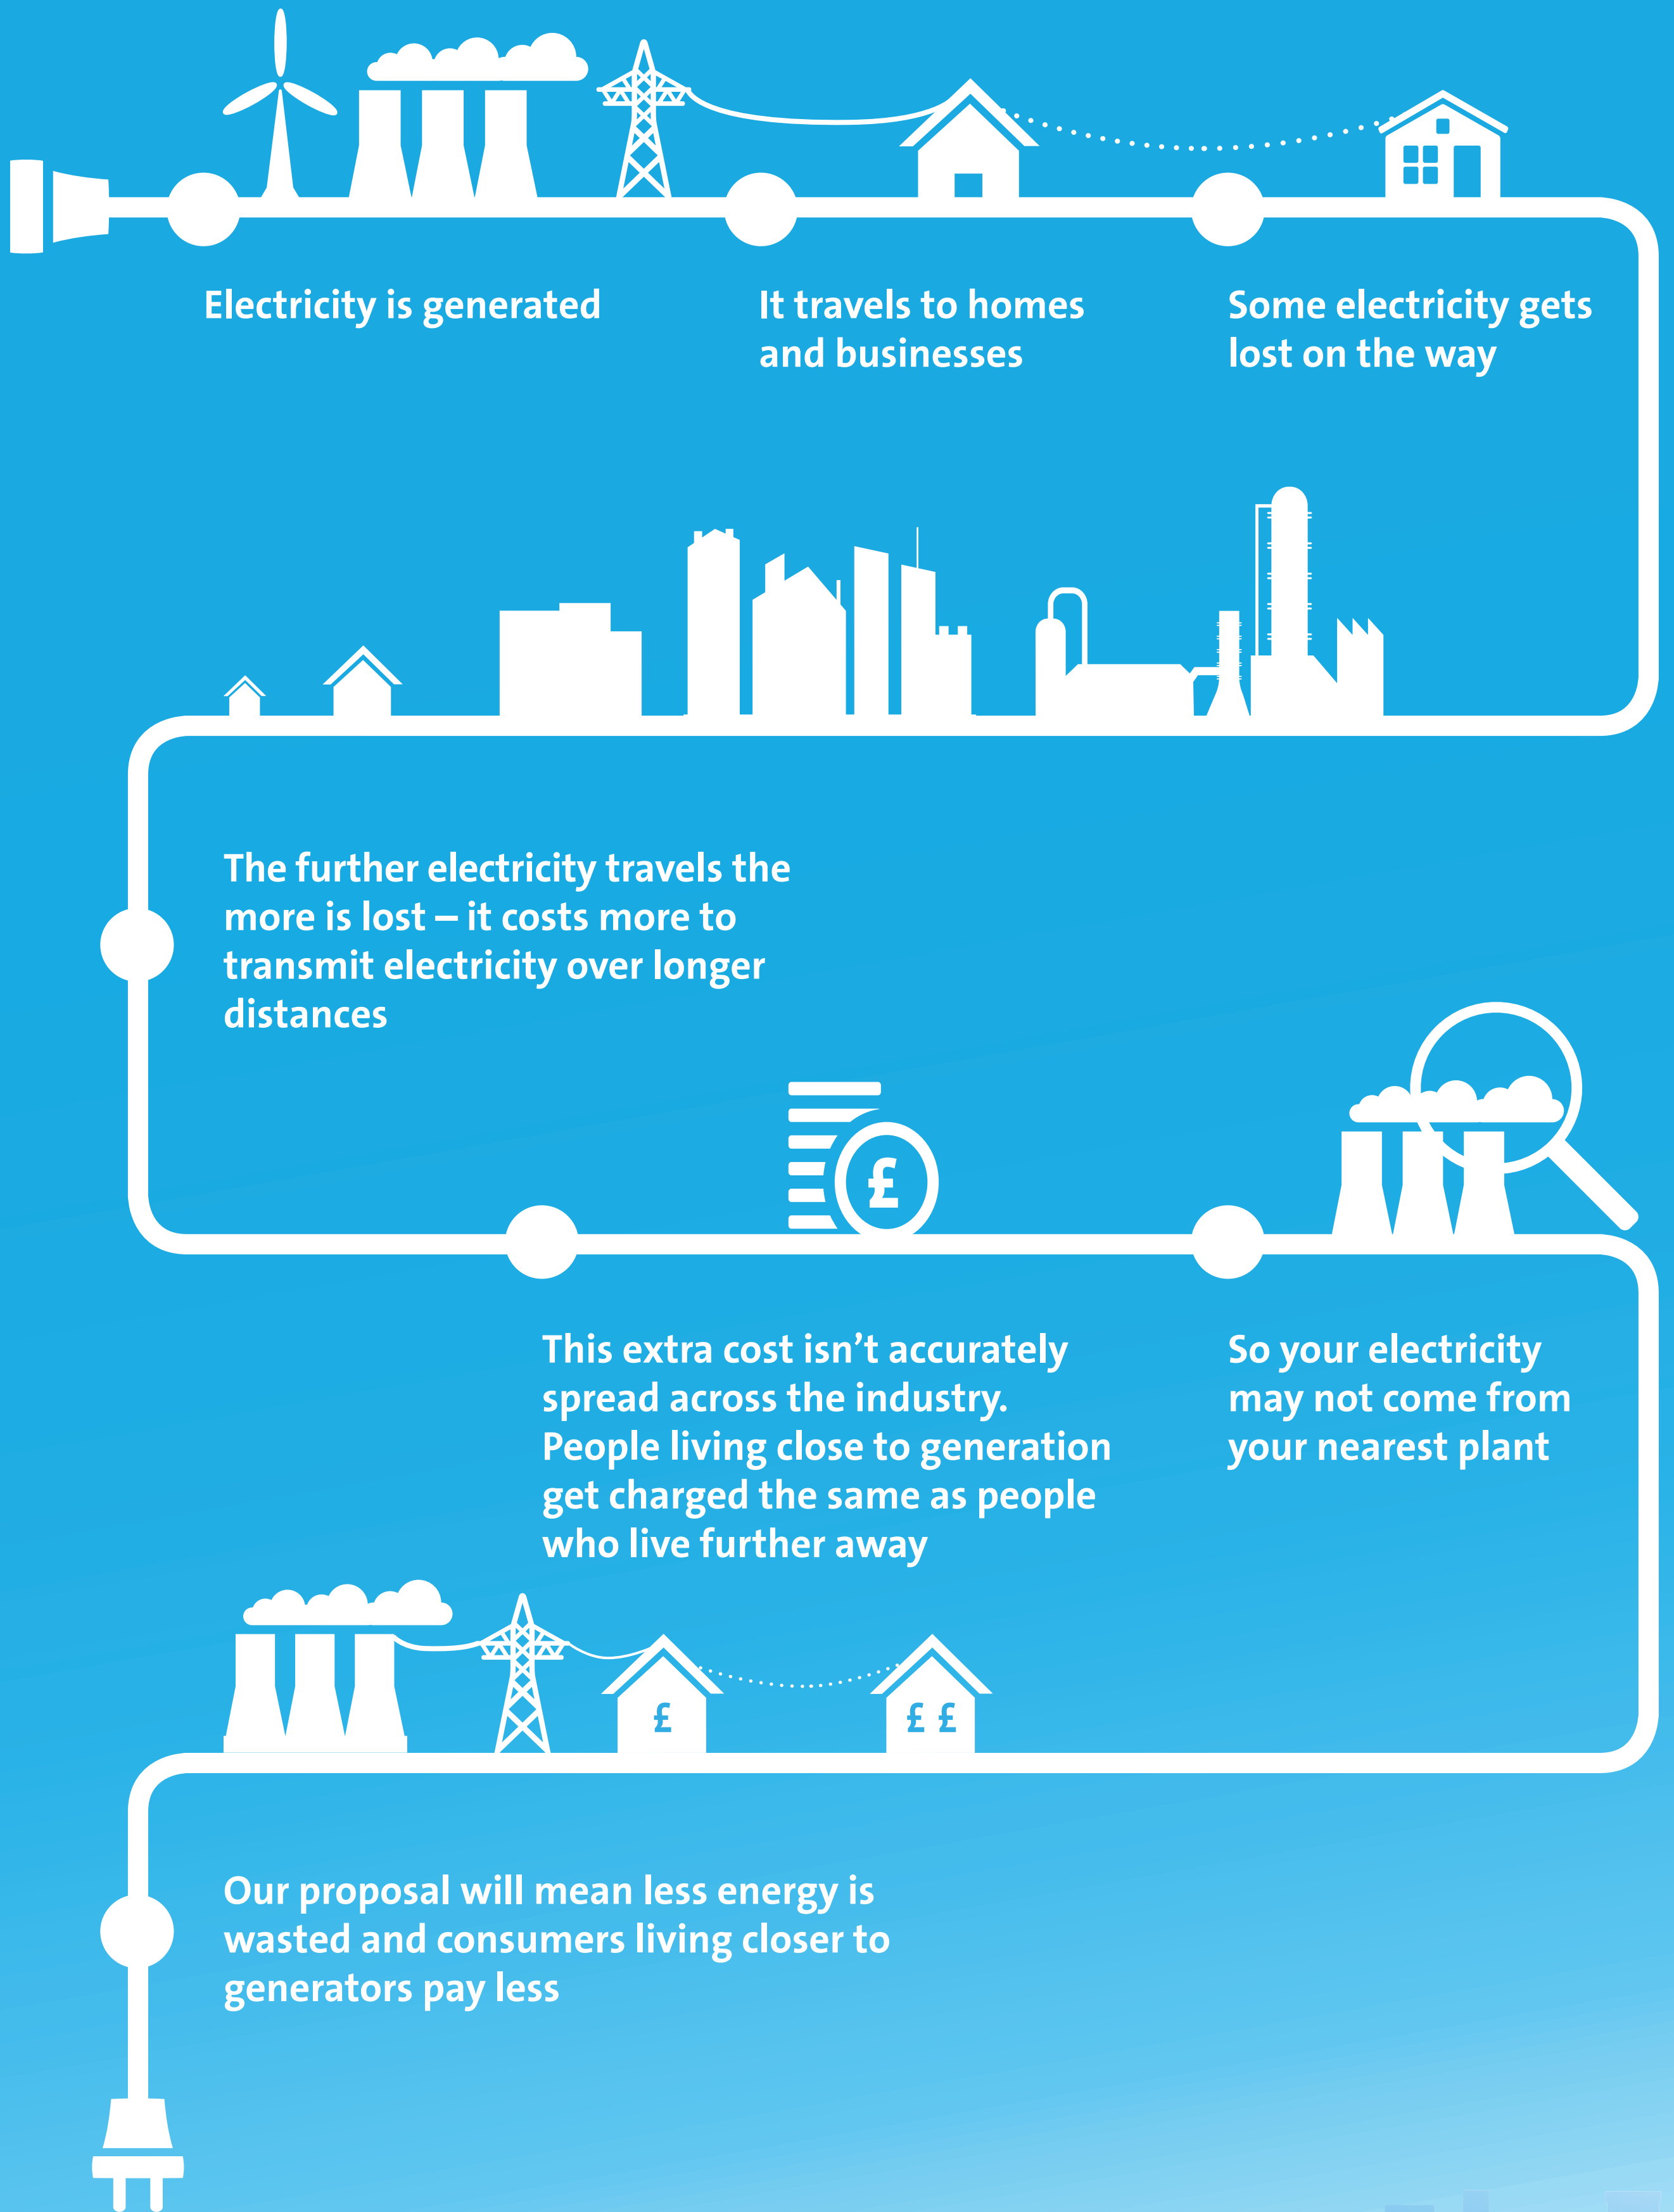 Electricity is generated
It travels to homes
and businesses
Some electricity gets
lost on the way
The further electricity travels the
more is lost – it costs more to
transmit electricity over longer
distances
£
This extra cost isn’t accurately
spread across the industry.
People living close to generation
get charged the same as people
who live further away
So your electricity
may not come from
your nearest plant
£
£ £
Our proposal will mean less energy is
wasted and consumers living closer to
generators pay less